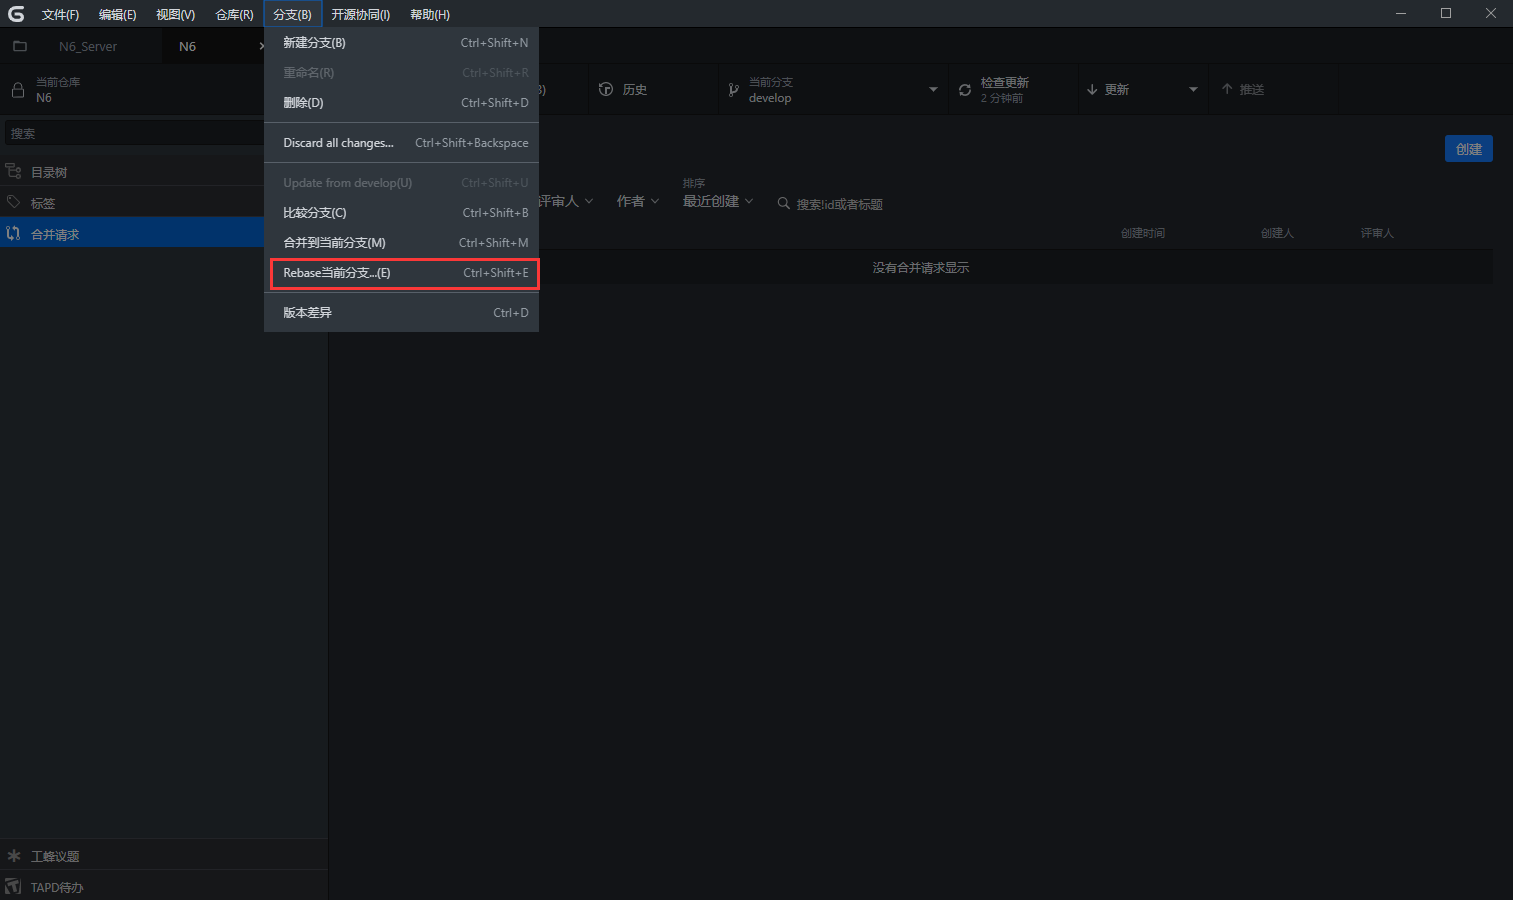 文件(F) 编辑(E) 视图(V) 仓库(R) 分支(B) 开源协同(I) 帮助(H)
N6_Server N6
当前仓库
N6
历史
当前分支
develop
检查更新
2 分钟前
更新
推送
搜索
目录树
标签
合并请求
新建分支(B) Ctrl+Shift+N
重命名(R) Ctrl+Shift+R
删除(D) Ctrl+Shift+D
Discard all changes... Ctrl+Shift+Backspace
Update from develop(U) Ctrl+Shift+U
比较分支(C) Ctrl+Shift+B
合并到当前分支(M) Ctrl+Shift+M
Rebase当前分支...(E) Ctrl+Shift+E
版本差异 Ctrl+D
创建
评审人 作者
排序
最近创建
搜索!id或者标题
创建时间 创建人 评审人
没有合并请求显示
工蜂议题
TAPD待办